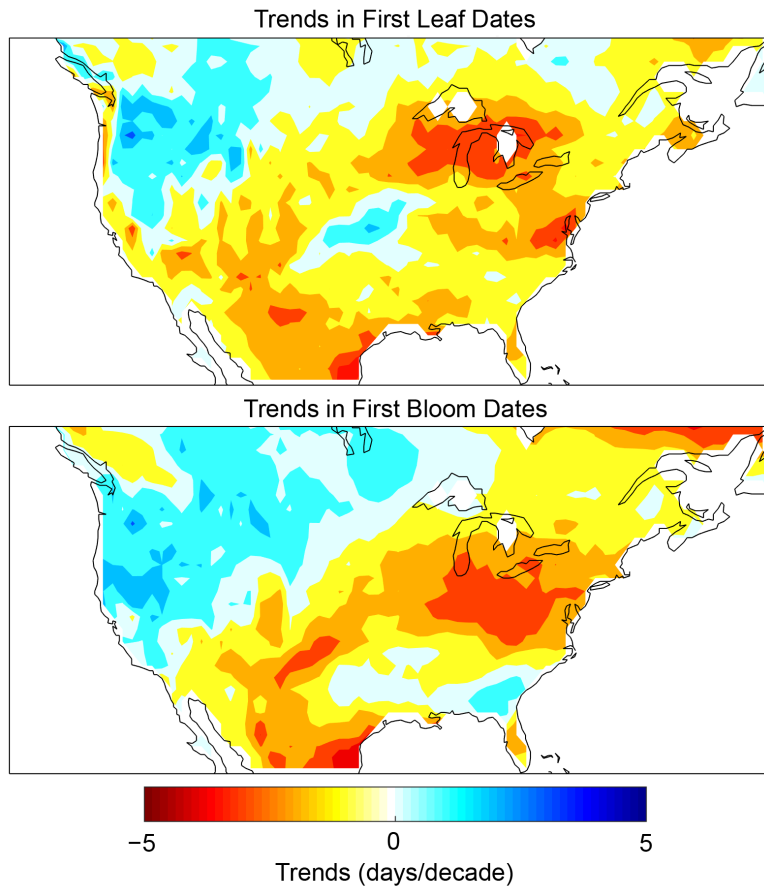 Trends in First Leaf Dates
Trends in First Bloom Dates
−5 0 5
Trends (days/decade)